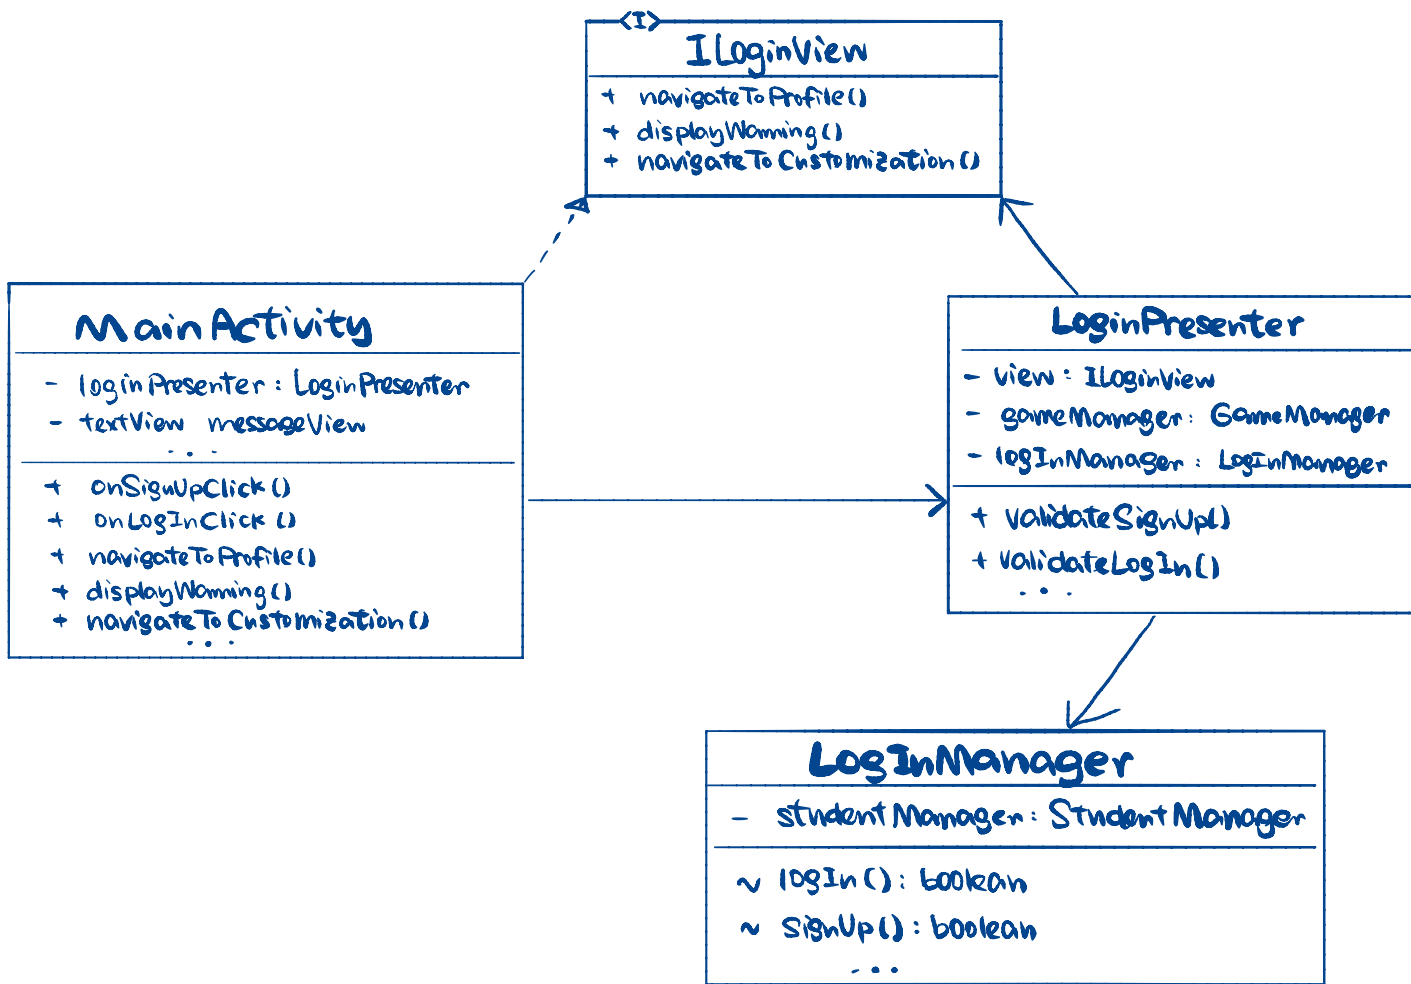 <I>
ILoginView
+ navigateToProfile()
+ displayWarning()
+ navigateToCustomization()
MainActivity
- loginPresenter: LoginPresenter
- textView messageView
...
+ onSignUpClick()
+ onLogInClick()
+ navigateToProfile()
+ displayWarning()
+ navigateToCustomization()
...
LoginPresenter
- view: ILoginView
- gameManager: GameManager
- logInManager: LogInManager
+ validateSignUp()
+ validateLogIn()
...
LogInManager
- studentManager: StudentManager
~ logIn(): boolean
~ signUp(): boolean
...